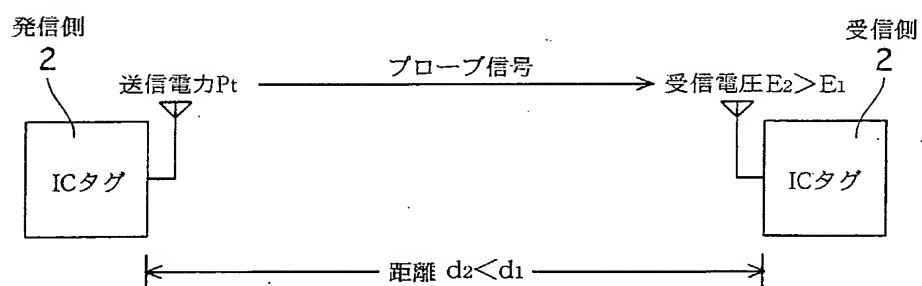 発信側
2
受信側
2
送信電力Pt
プローブ信号
受信電圧E2>E1
ICタグ
ICタグ
距離 d2<d1